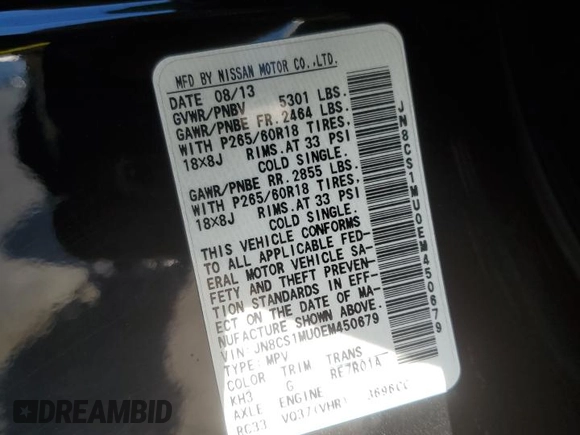 MFD BY NISSAN MOTOR CO.,LTD.
DATE 08/13
GVWR/PNBV 5301 LBS.
GAWR/PNBE FR. 2464 LBS.
WITH P265/60R18 TIRES,
18X8J RIMS.AT 33 PSI
COLD SINGLE.
GAWR/PNBE RR. 2855 LBS.
WITH P265/60R18 TIRES,
18X8J RIMS.AT 33 PSI
COLD SINGLE.
THIS VEHICLE CONFORMS
TO ALL APPLICABLE FED-
ERAL MOTOR VEHICLE SA-
FETY AND THEFT PREVEN-
TION STANDARDS IN EFF-
ECT ON THE DATE OF MA-
NUFACTURE SHOWN ABOVE.
VIN:JN8CS1MU0EM450679
TYPE:MPV
COLOR TRIM TRANS
KH3 G RE7R01A
AXLE ENGINE
RC33 VQ37(VHR) 3696CC
JN8CS1MU0EM450679
DREAMBID